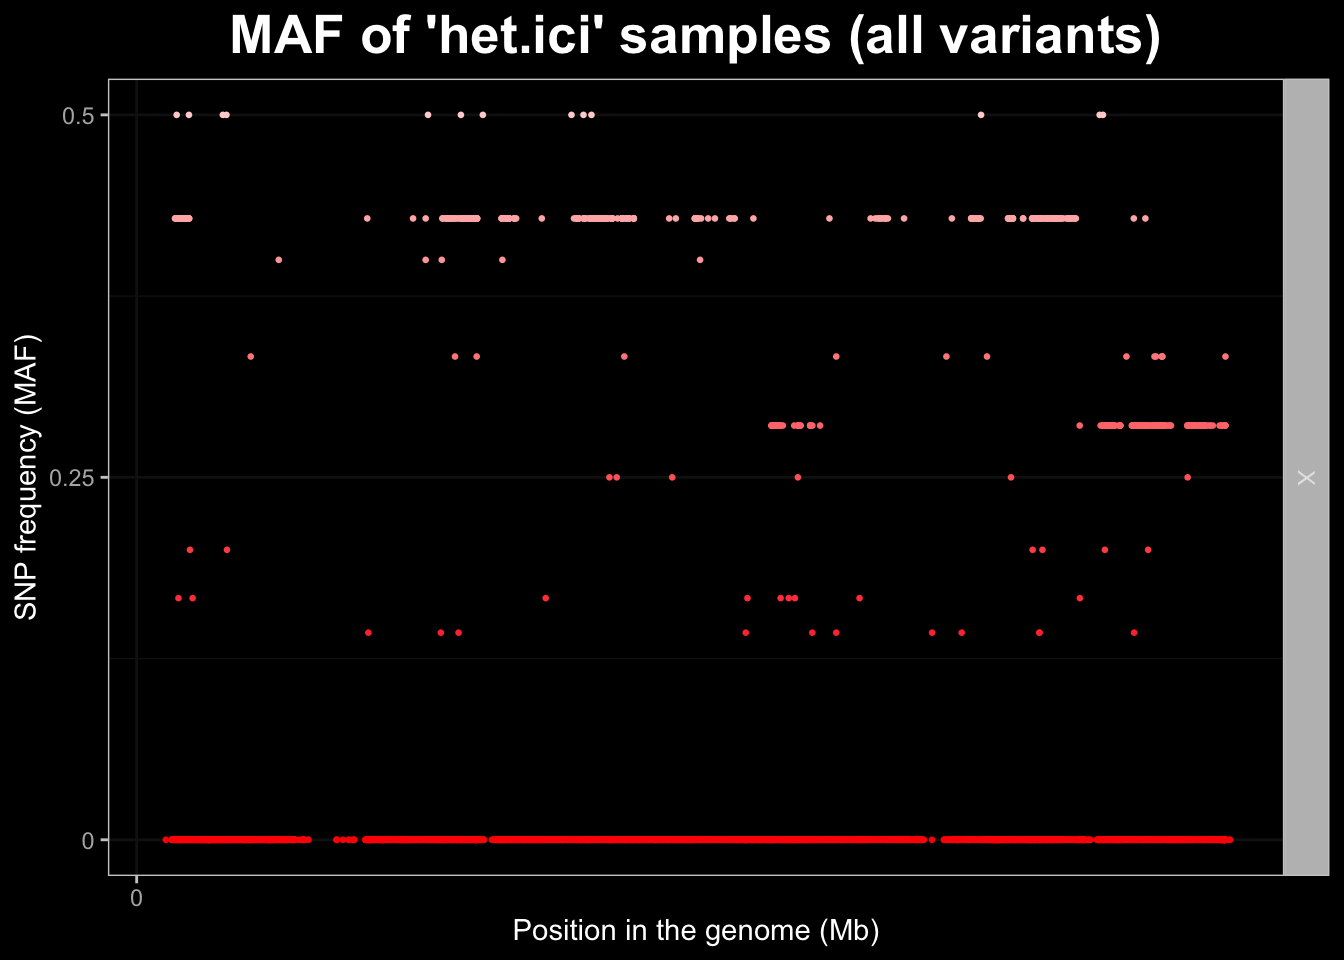 MAF of 'het.ici' samples (all variants)
0.5
0.25
0
SNP frequency (MAF)
X
0
Position in the genome (Mb)